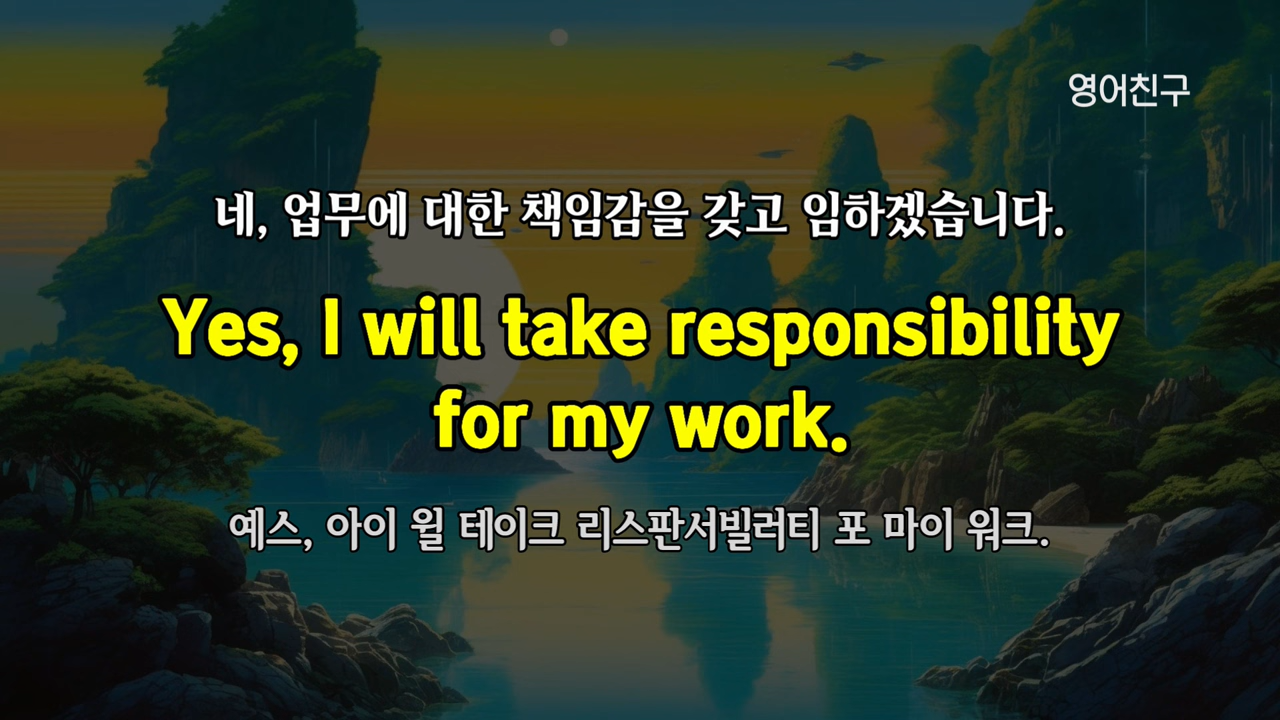 영어친구
네, 업무에 대한 책임감을 갖고 임하겠습니다.
Yes, I will take responsibility
for my work.
예스, 아이 윌 테이크 리스판서빌러티 포 마이 워크.